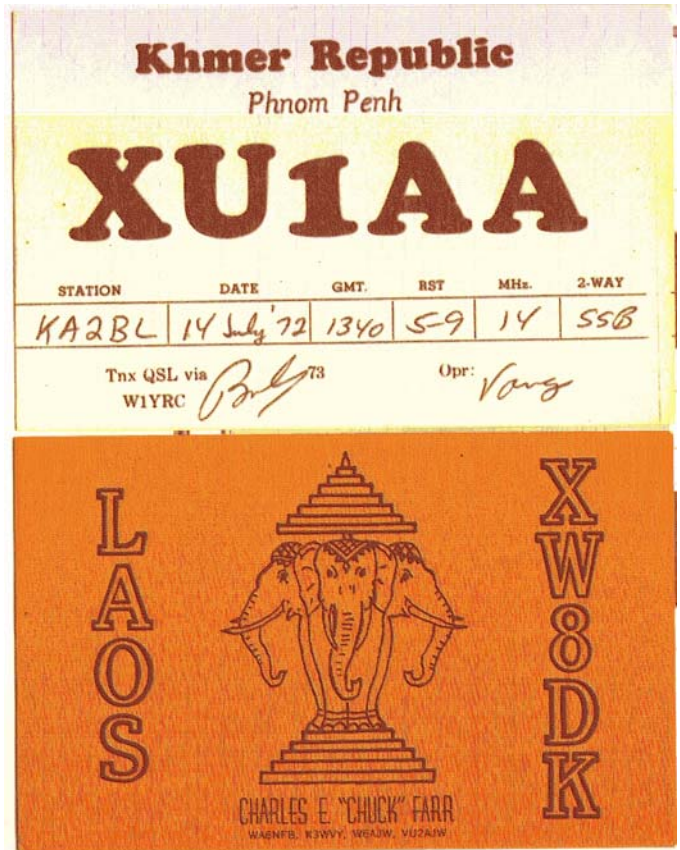 Khmer Republic
Phnom Penh
XU1AA
STATION DATE GMT. RST MHz. 2-WAY
KA2BL 14 July '72 1340 5-9 14 SSB
Tnx QSL via 73 Opr: Vong
W1YRC
LAOS
XW8DK
CHARLES E. "CHUCK" FARR
WA6NFB, K3WVY, W6AJW, VU2AJW